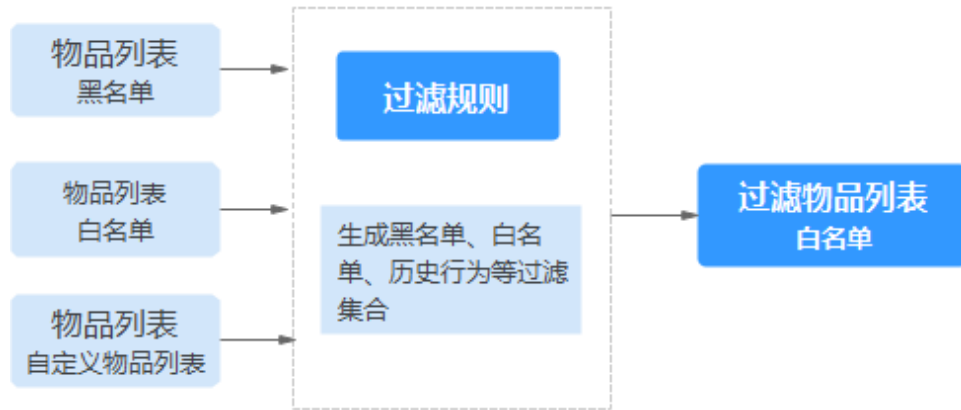 物品列表
黑名单
物品列表
白名单
物品列表
自定义物品列表
过滤规则
生成黑名单、白名
单、历史行为等过滤
集合
过滤物品列表
白名单